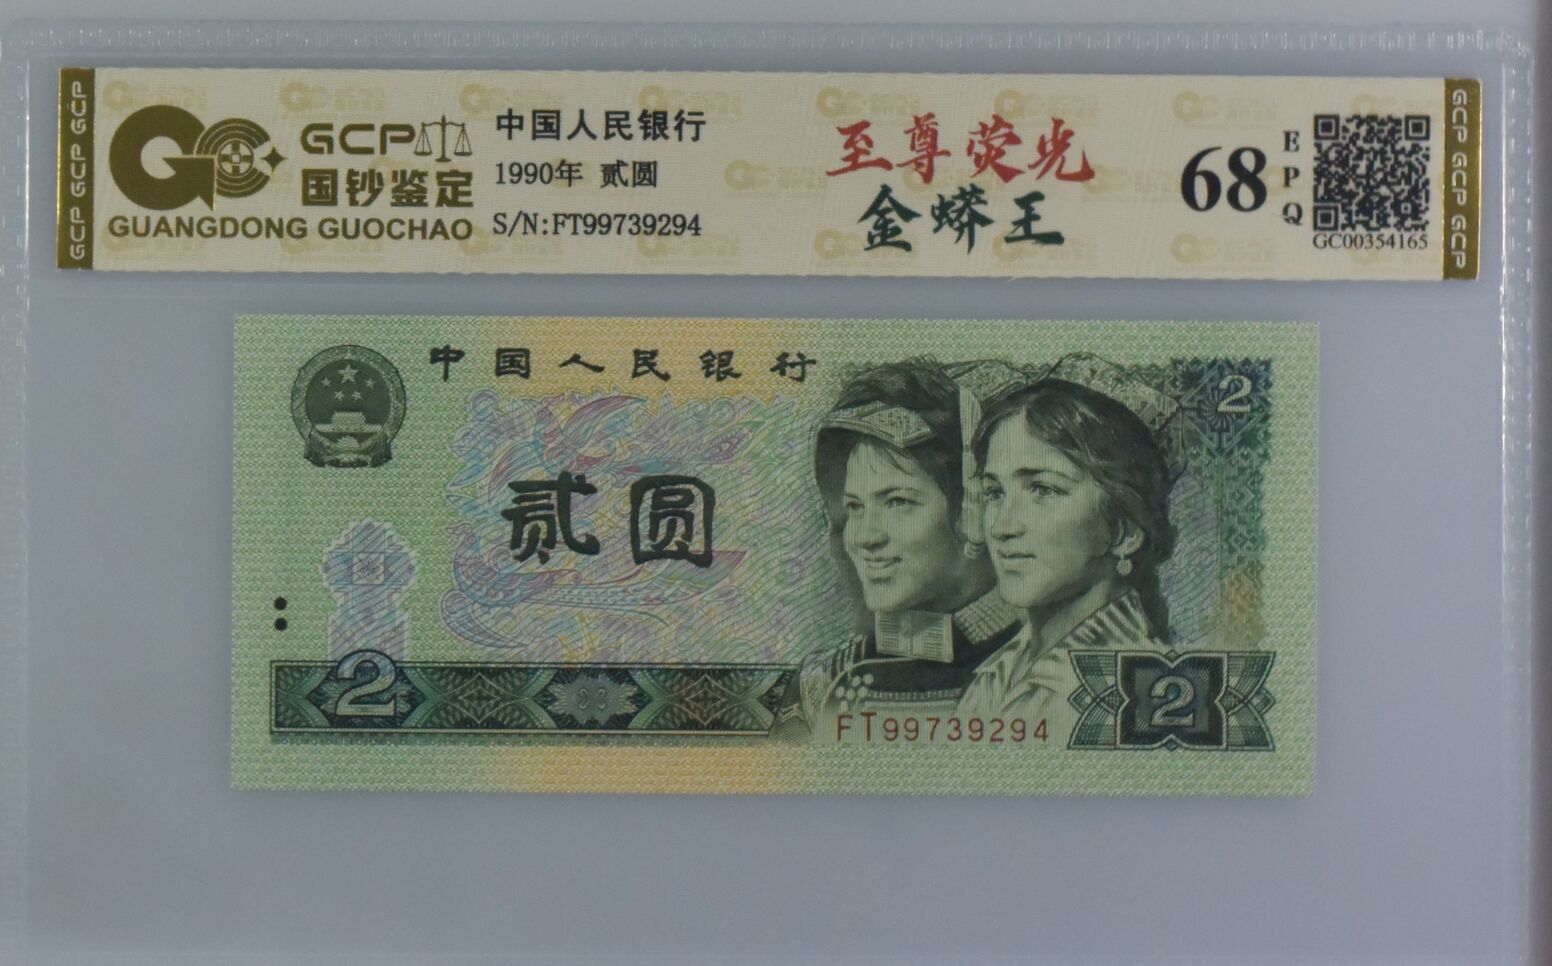 GCP GCP GCP
GCP
国钞鉴定
GUANGDONG GUOCHAO
中国人民银行
1990年 贰圆
S/N:FT99739294
至尊荧光
金蟒王
68
EPQ
GC00354165
GCP GCP GCP
中国人民银行
2
贰圆
2
FT99739294
2